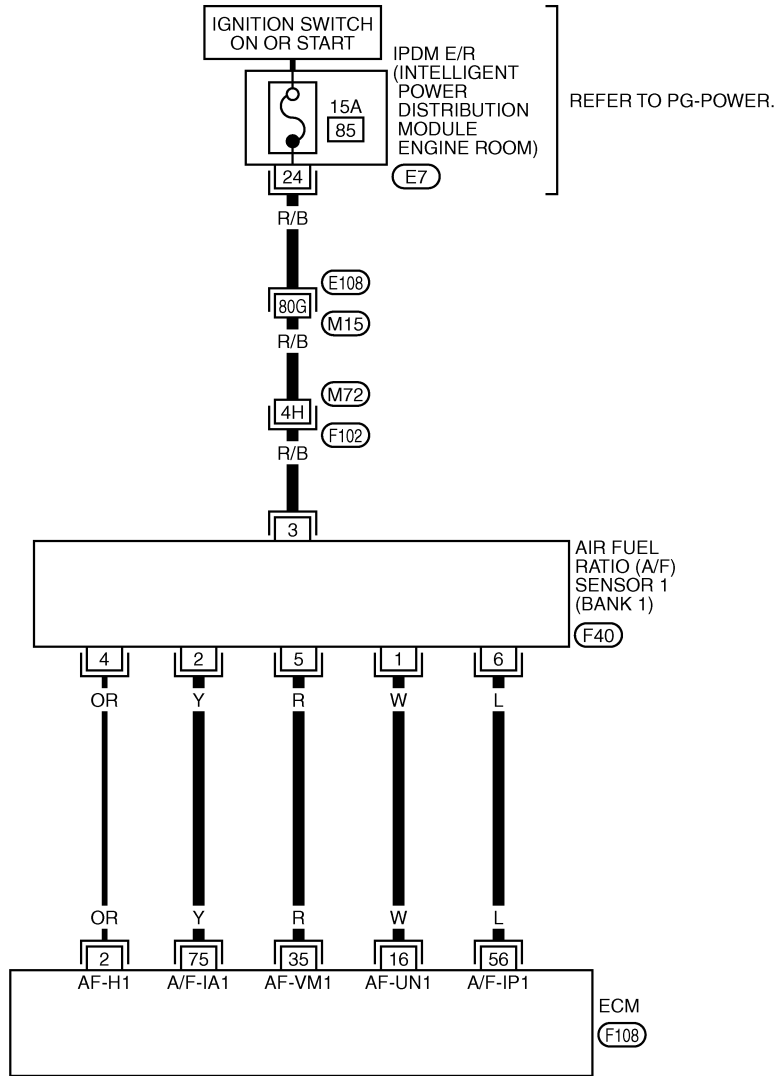 IGNITION SWITCH
ON OR START
IPDM E/R
(INTELLIGENT
POWER
DISTRIBUTION
MODULE
ENGINE ROOM)
REFER TO PG-POWER.
15A
85
24
E7
R/B
E108
80G
M15
R/B
M72
4H
F102
R/B
3
AIR FUEL
RATIO (A/F)
SENSOR 1
(BANK 1)
F40
4 2 5 1 6
OR Y R W L
OR Y R W L
2 75 35 16 56
AF-H1 A/F-IA1 AF-VM1 AF-UN1 A/F-IP1
ECM
F108